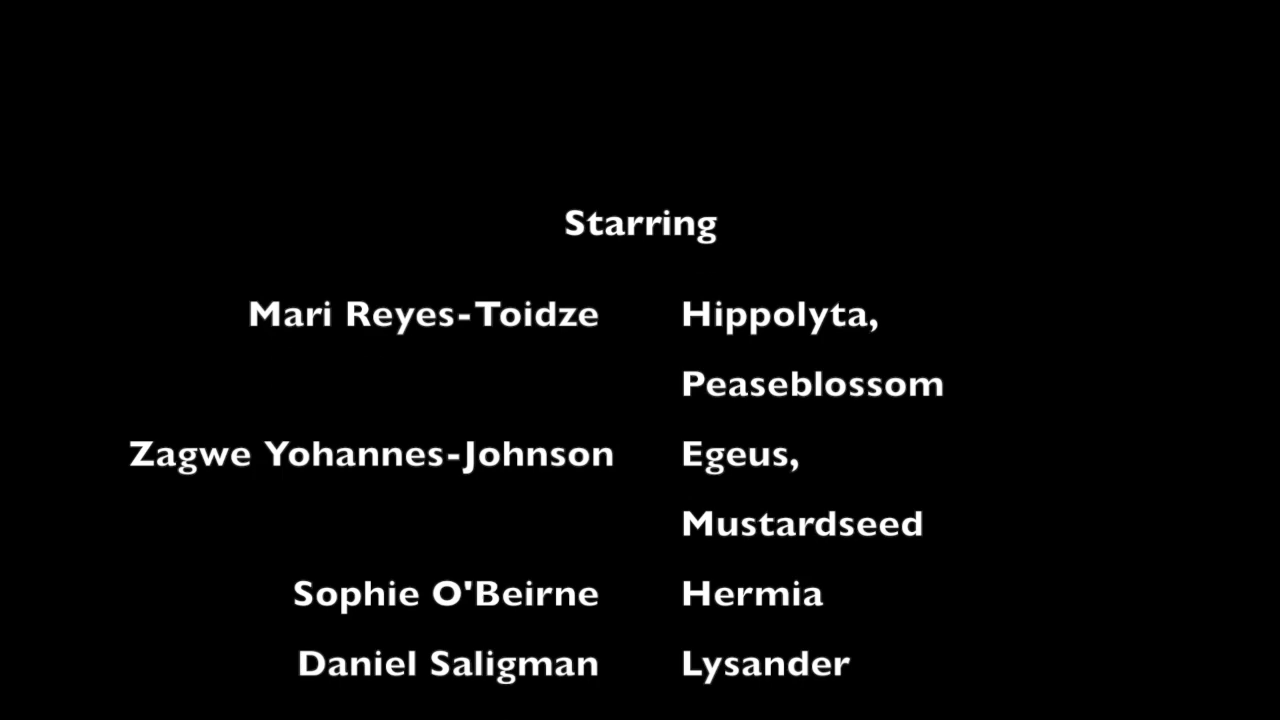 Starring
Mari Reyes-Toidze Hippolyta,
Peaseblossom
Zagwe Yohannes-Johnson Egeus,
Mustardseed
Sophie O'Beirne Hermia
Daniel Saligman Lysander